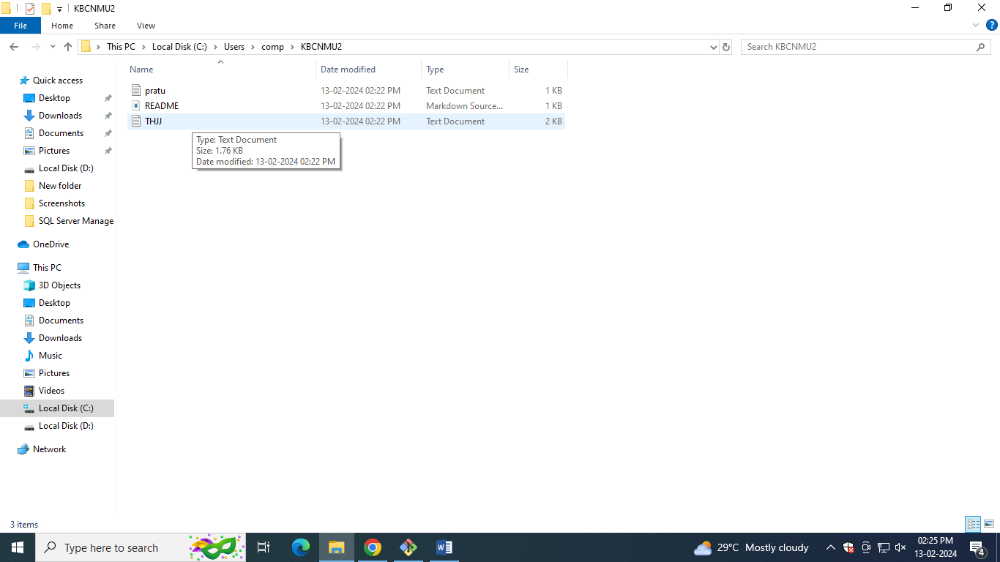 KBCNMU2
File Home Share View
This PC Local Disk (C:) Users comp KBCNMU2
Search KBCNMU2
Name Date modified Type Size
pratu 13-02-2024 02:22 PM Text Document 1 KB
README 13-02-2024 02:22 PM Markdown Source... 1 KB
THJJ 13-02-2024 02:22 PM Text Document 2 KB
Type: Text Document
Size: 1.76 KB
Date modified: 13-02-2024 02:22 PM
Quick access
Desktop
Downloads
Documents
Pictures
Local Disk (D:)
New folder
Screenshots
SQL Server Manage
OneDrive
This PC
3D Objects
Desktop
Documents
Downloads
Music
Pictures
Videos
Local Disk (C:)
Local Disk (D:)
Network
3 items
Type here to search
29°C Mostly cloudy
02:25 PM
13-02-2024
4